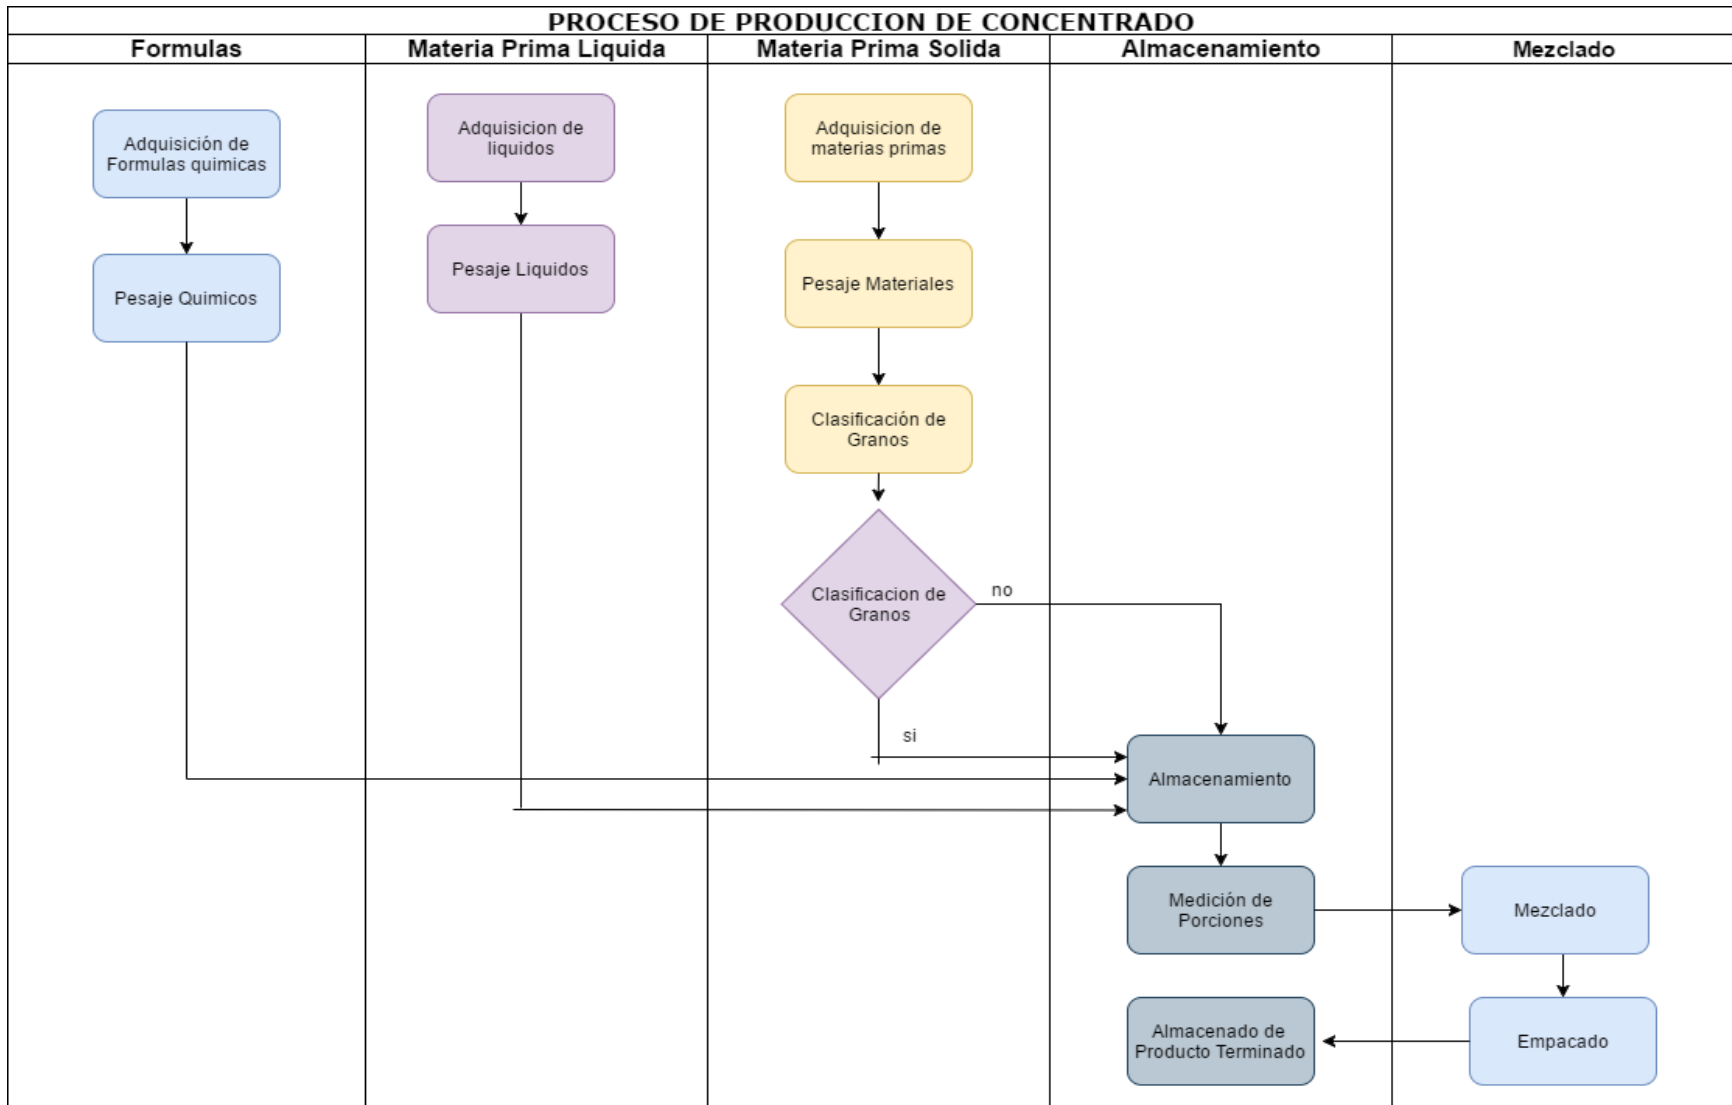 PROCESO DE PRODUCCION DE CONCENTRADO
Formulas
Materia Prima Liquida
Materia Prima Solida
Almacenamiento
Mezclado
Adquisición de
Formulas quimicas
Pesaje Quimicos
Adquisicion de
liquidos
Pesaje Liquidos
Adquisicion de
materias primas
Pesaje Materiales
Clasificación de
Granos
Clasificacion de
Granos
no
si
Almacenamiento
Medición de
Porciones
Mezclado
Empacado
Almacenado de
Producto Terminado